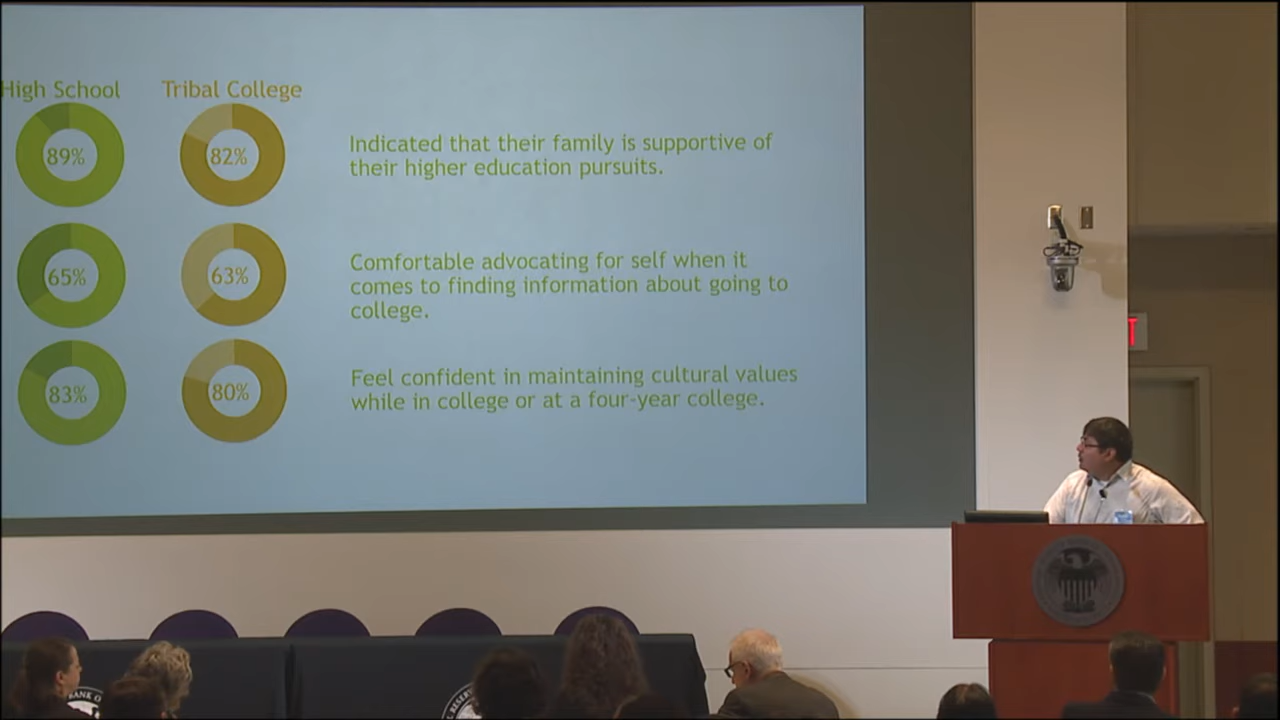 High School
Tribal College
89%
82%
Indicated that their family is supportive of
their higher education pursuits.
65%
63%
Comfortable advocating for self when it
comes to finding information about going to
college.
83%
80%
Feel confident in maintaining cultural values
while in college or at a four-year college.
T
BANK O
RESER